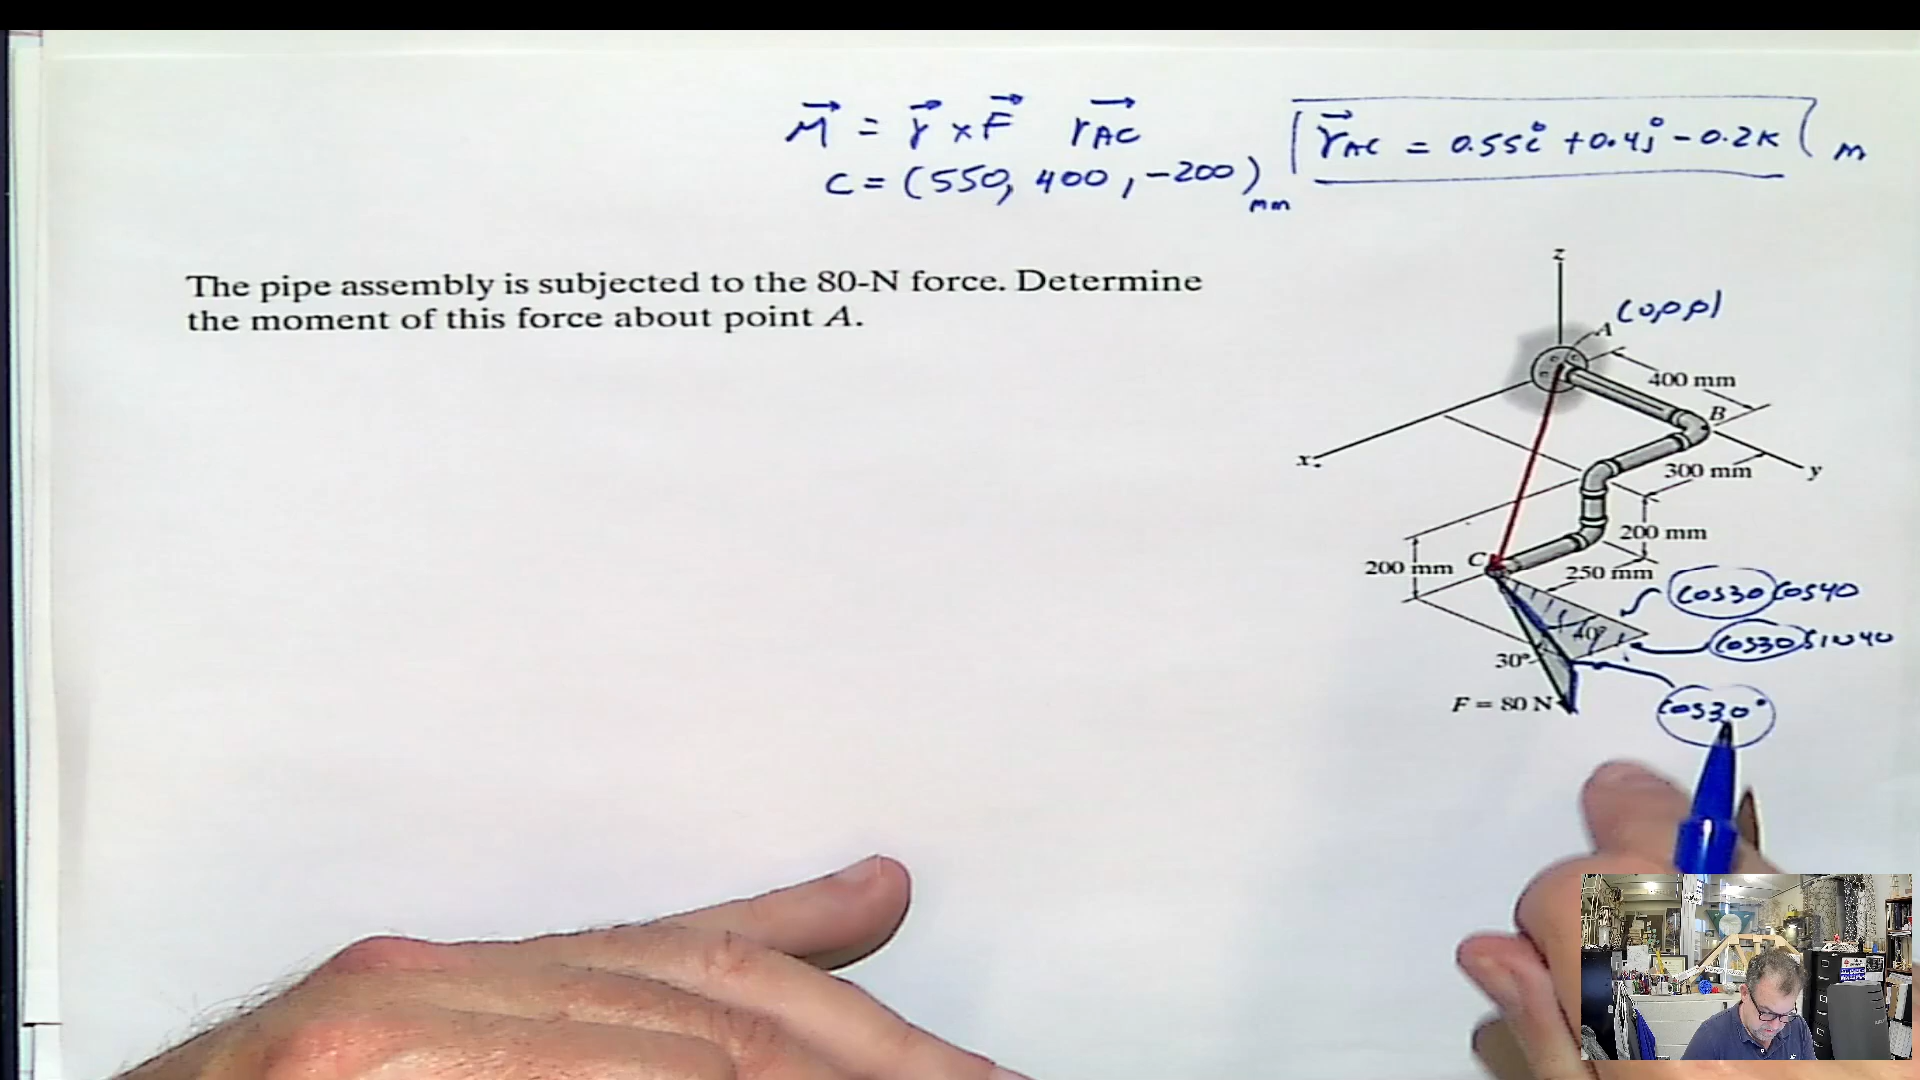 M = r x F   rAC
rAC = 0.55i + 0.4j - 0.2k m
C = (550, 400, -200) mm
The pipe assembly is subjected to the 80-N force. Determine
the moment of this force about point A.
z
(0,0,0)
A
400 mm
B
x
300 mm
y
200 mm
C
200 mm
250 mm
cos30 cos40
40°
cos30 sin40
30°
F = 80 N
cos30°